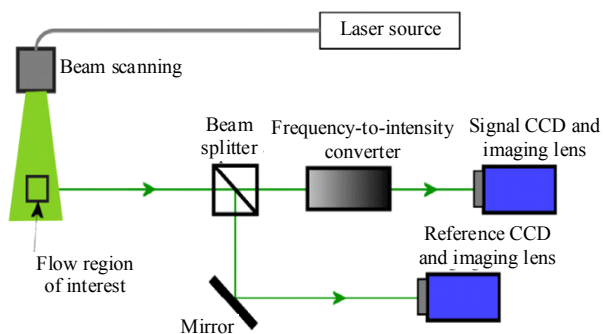 Laser source
Beam scanning
Beam
splitter
Frequency-to-intensity
converter
Signal CCD and
imaging lens
Flow region
of interest
Reference CCD
and imaging lens
Mirror